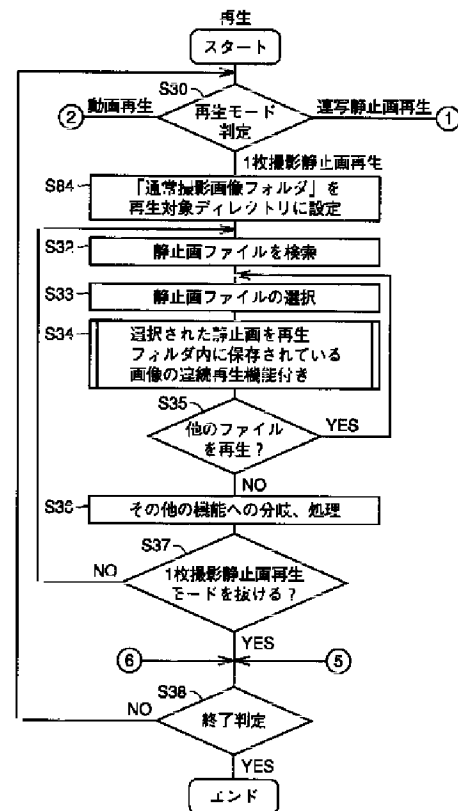 再生
スタート
S30
動画再生
②
再生モード
判定
連写静止画再生
①
1枚撮影静止画再生
S84
「通常撮影画像フォルダ」を
再生対象ディレクトリに設定
S32
静止画ファイルを検索
S33
静止画ファイルの選択
S34
選択された静止画を再生
フォルダ内に保存されている
画像の連続再生機能付き
S35
他のファイル
を再生?
YES
NO
S36
その他の機能への分岐、処理
S37
NO
1枚撮影静止画再生
モードを抜ける?
YES
⑥
⑤
S38
NO
終了判定
YES
エンド